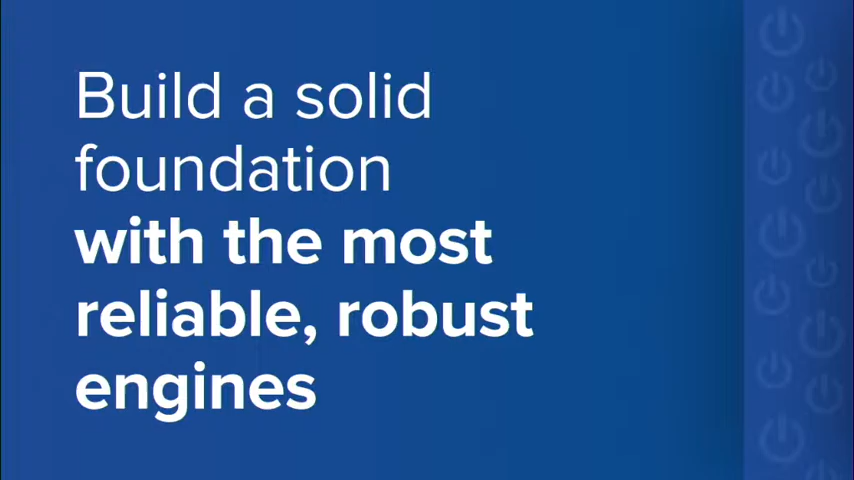 Build a solid
foundation
with the most
reliable, robust
engines